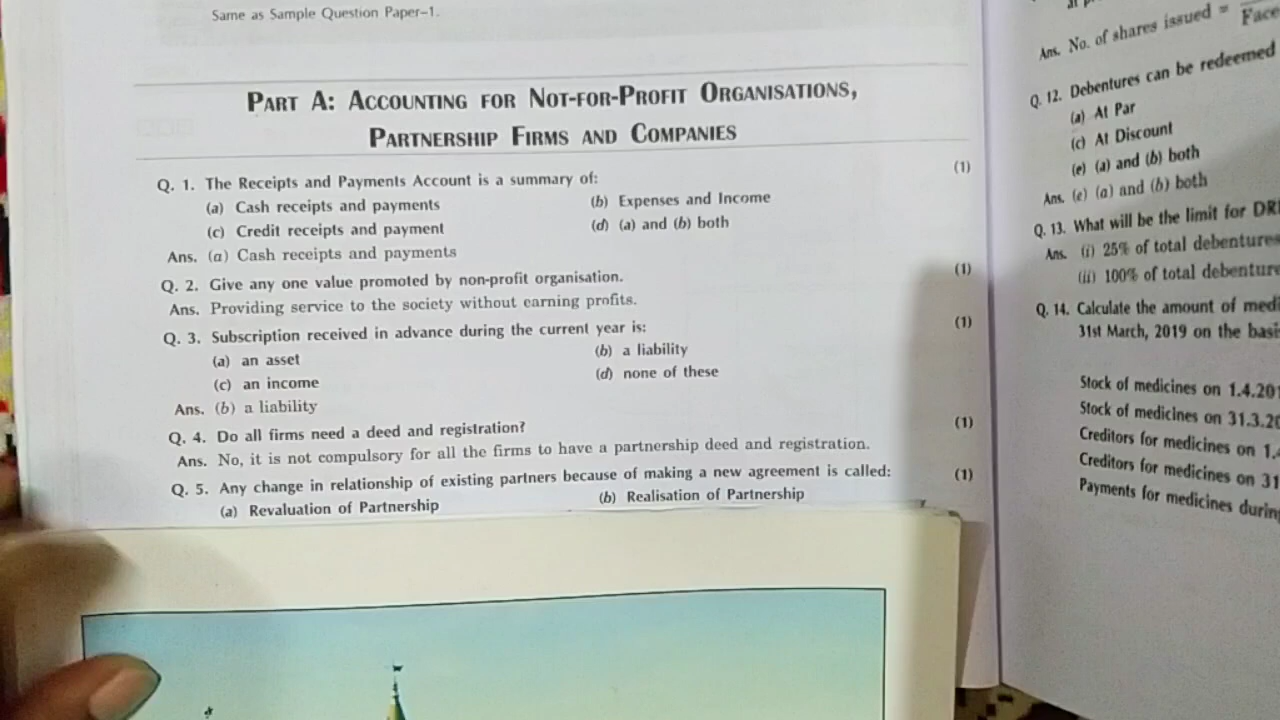 Same as Sample Question Paper–1.
PART A: ACCOUNTING FOR NOT-FOR-PROFIT ORGANISATIONS,
PARTNERSHIP FIRMS AND COMPANIES
Q. 1. The Receipts and Payments Account is a summary of: (1)
(a) Cash receipts and payments (b) Expenses and Income
(c) Credit receipts and payment (d) (a) and (b) both
Ans. (a) Cash receipts and payments
Q. 2. Give any one value promoted by non-profit organisation. (1)
Ans. Providing service to the society without earning profits.
Q. 3. Subscription received in advance during the current year is: (1)
(a) an asset (b) a liability
(c) an income (d) none of these
Ans. (b) a liability
Q. 4. Do all firms need a deed and registration? (1)
Ans. No, it is not compulsory for all the firms to have a partnership deed and registration.
Q. 5. Any change in relationship of existing partners because of making a new agreement is called: (1)
(a) Revaluation of Partnership (b) Realisation of Partnership
Ans. No. of shares issued =
Face
Q. 12. Debentures can be redeemed
(a) At Par
(c) At Discount
(e) (a) and (b) both
Ans. (e) (a) and (b) both
Q. 13. What will be the limit for
Ans. (i) 25% of total debentures
(ii) 100% of total
Q. 14. Calculate the amount of
31st March, 2019 on the
Stock of medicines on
Stock of medicines on
Creditors for medicines on
Creditors for medicines on
Payments for medicines